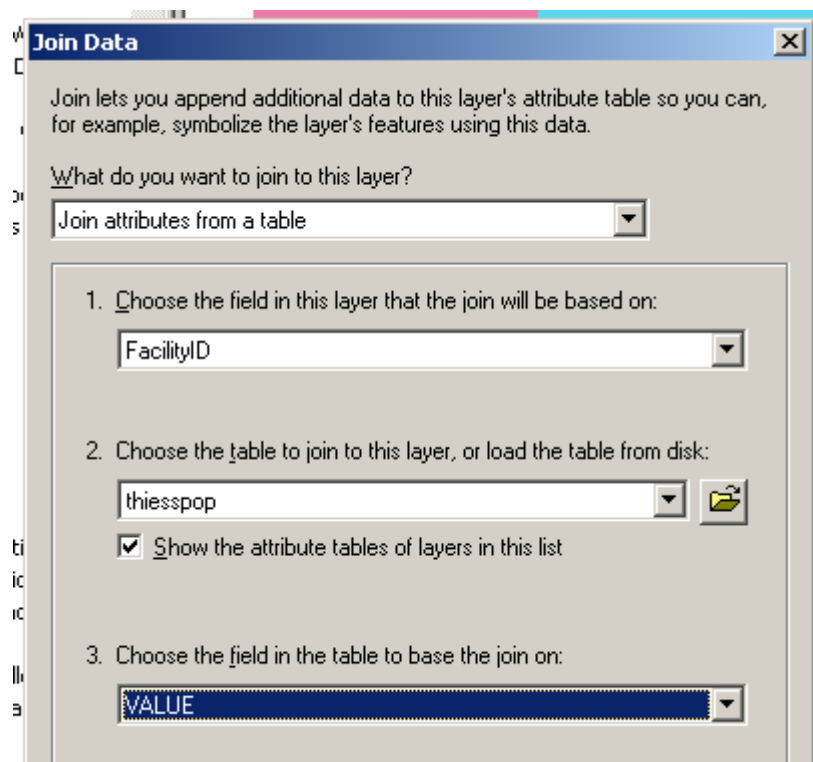 Join Data
Join lets you append additional data to this layer's attribute table so you can,
for example, symbolize the layer's features using this data.
What do you want to join to this layer?
Join attributes from a table
1. Choose the field in this layer that the join will be based on:
FacilityID
2. Choose the table to join to this layer, or load the table from disk:
thiesspop
Show the attribute tables of layers in this list
3. Choose the field in the table to base the join on:
VALUE